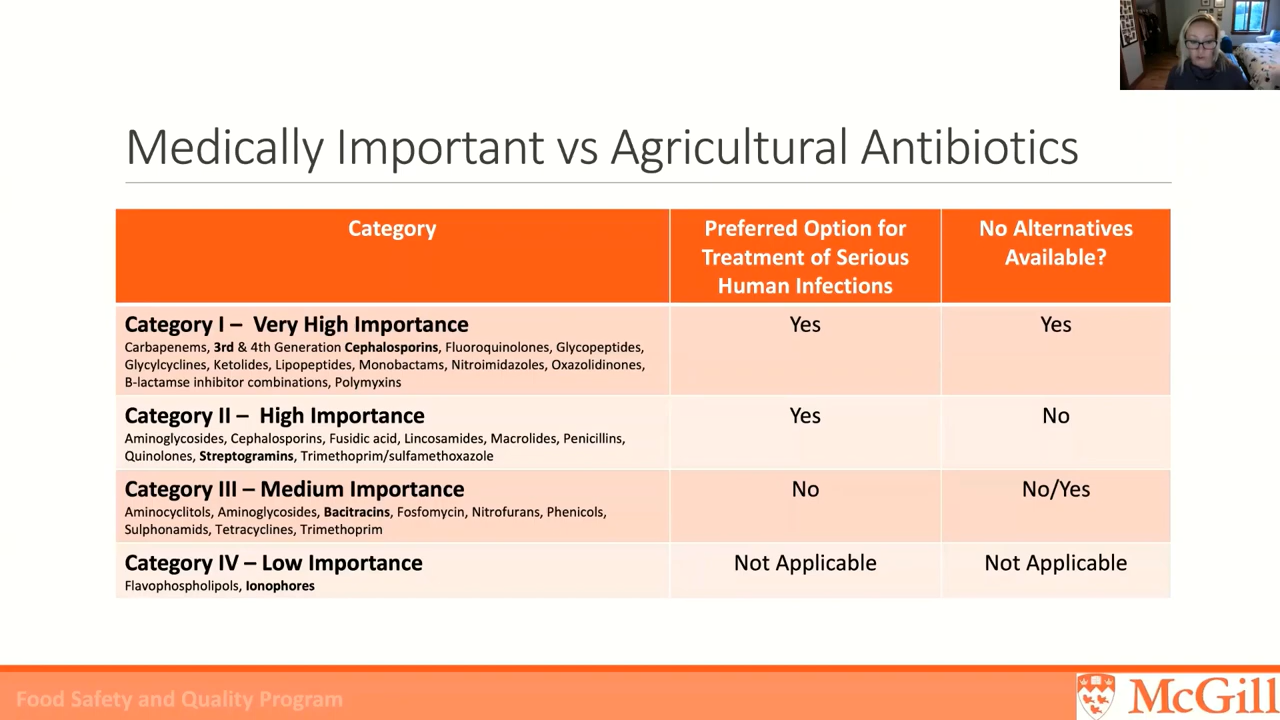 Medically Important vs Agricultural Antibiotics
Category
Preferred Option for
Treatment of Serious
Human Infections
No Alternatives
Available?
Category I – Very High Importance
Carbapenems, 3rd & 4th Generation Cephalosporins, Fluoroquinolones, Glycopeptides,
Glycylcyclines, Ketolides, Lipopeptides, Monobactams, Nitroimidazoles, Oxazolidinones,
B-lactamse inhibitor combinations, Polymyxins
Yes
Yes
Category II – High Importance
Aminoglycosides, Cephalosporins, Fusidic acid, Lincosamides, Macrolides, Penicillins,
Quinolones, Streptogramins, Trimethoprim/sulfamethoxazole
Yes
No
Category III – Medium Importance
Aminocyclitols, Aminoglycosides, Bacitracins, Fosfomycin, Nitrofurans, Phenicols,
Sulphonamids, Tetracyclines, Trimethoprim
No
No/Yes
Category IV – Low Importance
Flavophospholipols, Ionophores
Not Applicable
Not Applicable
Food Safety and Quality Program
McGill